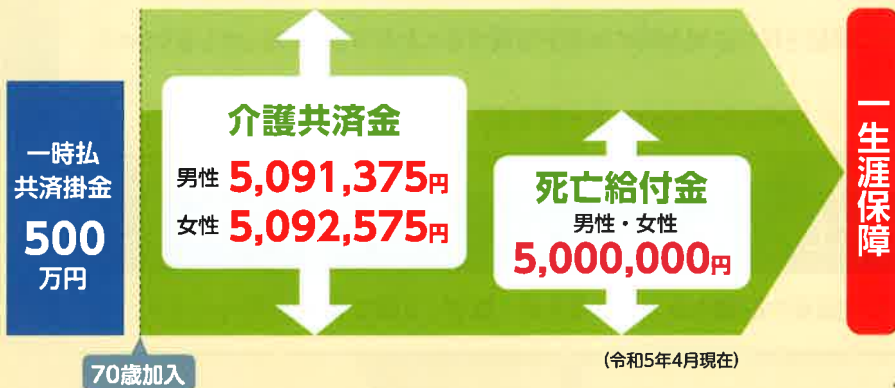 一時払
共済掛金
500
万円
介護共済金
男性 5,091,375円
女性 5,092,575円
死亡給付金
男性・女性
5,000,000円
一生涯保障
(令和5年4月現在)
70歳加入